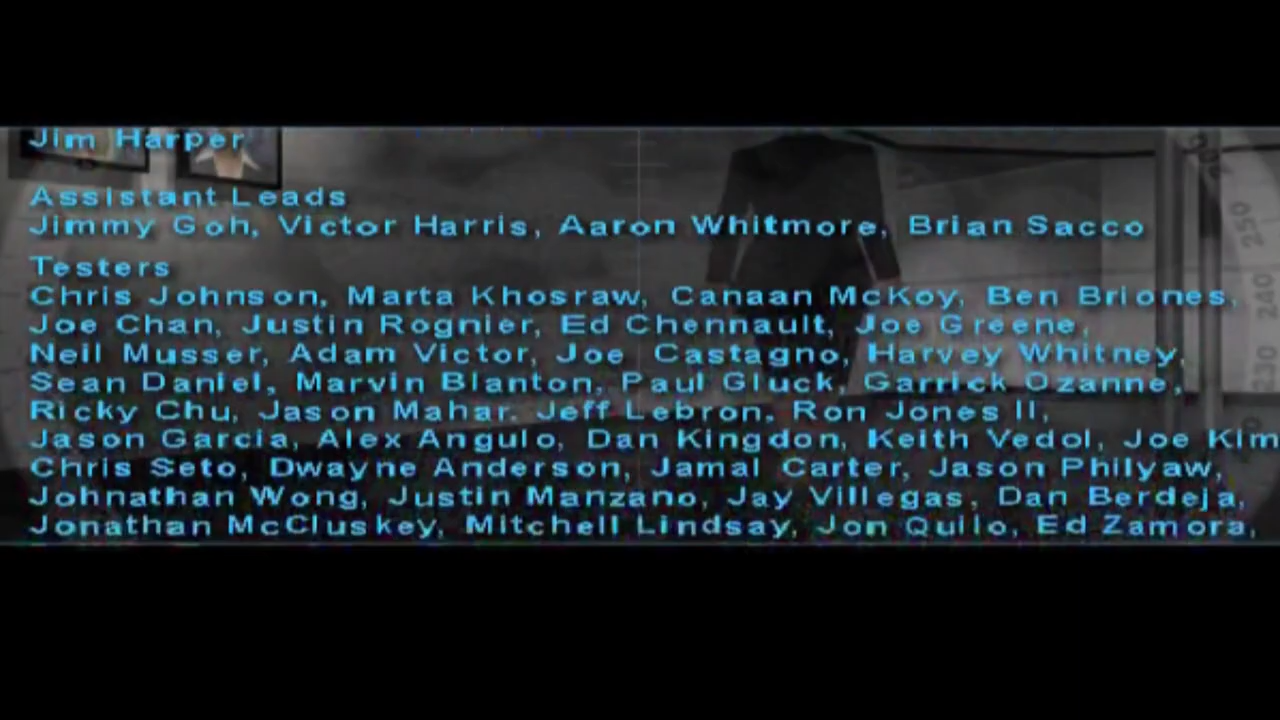 Jim Harper
Assistant Leads
Jimmy Goh, Victor Harris, Aaron Whitmore, Brian Sacco
Testers
Chris Johnson, Marta Khosraw, Canaan McKoy, Ben Briones,
Joe Chan, Justin Rognier, Ed Chennault, Joe Greene,
Neil Musser, Adam Victor, Joe Castagno, Harvey Whitney,
Sean Daniel, Marvin Blanton, Paul Gluck, Garrick Ozanne,
Ricky Chu, Jason Mahar, Jeff Lebron, Ron Jones II,
Jason Garcia, Alex Angulo, Dan Kingdon, Keith Vedol, Joe Kim
Chris Seto, Dwayne Anderson, Jamal Carter, Jason Philyaw,
Johnathan Wong, Justin Manzano, Jay Villegas, Dan Berdeja,
Jonathan McCluskey, Mitchell Lindsay, Jon Quilo, Ed Zamora,
250
240
230